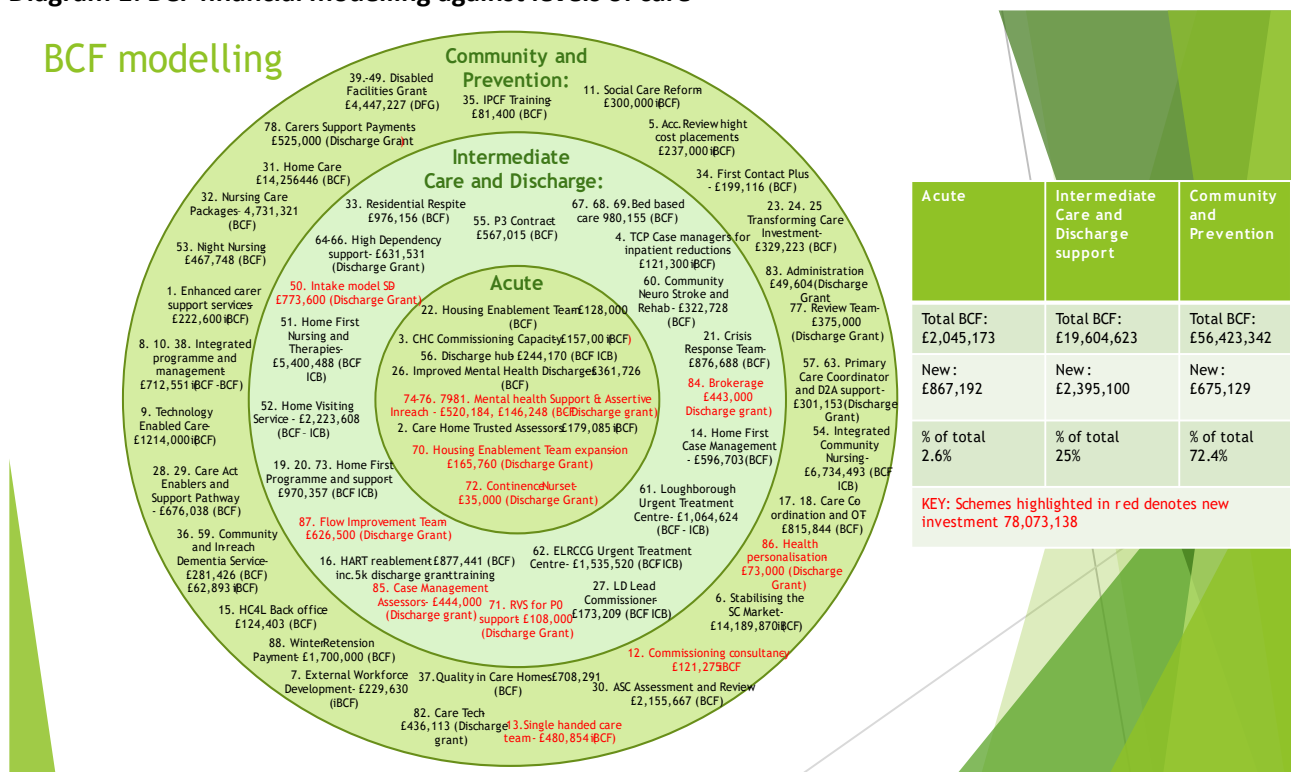 Diagram 1: BCF financial modelling against levels of care
BCF modelling
Community and
Prevention:
39.-49. Disabled
Facilities Grant-
£4,447,227 (DFG)
35. IPCF Training-
£81,400 (BCF)
11. Social Care Reform-
£300,000 iBCF)
5. Acc. Review hight
cost placements
£237,000 iBCF)
78. Carers Support Payments-
£525,000 (Discharge Grant)
31. Home Care
£14,256446 (BCF)
34. First Contact Plus
- £199,116 (BCF)
32. Nursing Care
Packages- 4,731,321
(BCF)
23. 24. 25
Transforming Care
Investment-
£329,223 (BCF)
53. Night Nursing
£467,748 (BCF)
83. Administration-
£49,604(Discharge
Grant
1. Enhanced carer
support services-
£222,600 iBCF)
77. Review Team-
£375,000
(Discharge Grant)
8. 10. 38. Integrated
programme and
management-
£712,551 iBCF -BCF)
57. 63. Primary
Care Coordinator
and D2A support-
£301,153(Discharge
Grant)
9. Technology
Enabled Care-
£1214,000 iBCF)
54. Integrated
Community
Nursing-
£6,734,493 (BCF
ICB)
28. 29. Care Act
Enablers and
Support Pathway
- £676,038 (BCF)
17. 18. Care Co-
ordination and OT-
£815,844 (BCF)
36. 59. Community
and Inreach
Dementia Service-
£281,426 (BCF)
£62,893 iBCF)
86. Health
personalisation-
£73,000 (Discharge
Grant)
15. HC4L Back office
£124,403 (BCF)
6. Stabilising the
SC Market-
£14,189,870 iBCF)
88. Winter Retension
Payment- £1,700,000 (BCF)
12. Commissioning consultancy
£121,275 iBCF
7. External Workforce
Development- £229,630
(iBCF)
37.Quality in Care Homes £708,291
(BCF)
30. ASC Assessment and Review-
£2,155,667 (BCF)
82. Care Tech-
£436,113 (Discharge
grant)
13.Single handed care
team- £480,854 iBCF)
Intermediate
Care and Discharge:
33. Residential Respite
£976,156 (BCF)
55. P3 Contract
£567,015 (BCF)
67. 68. 69.Bed based
care 980,155 (BCF)
64-66. High Dependency
support- £631,531
(Discharge Grant)
4. TCP Case managers for
inpatient reductions
£121,300 iBCF)
50. Intake model SD-
£773,600 (Discharge Grant)
60. Community
Neuro Stroke and
Rehab- £322,728
(BCF)
51. Home First
Nursing and
Therapies-
£5,400,488 (BCF
ICB)
21. Crisis
Response Team-
£876,688 (BCF)
84. Brokerage
£443,000
Discharge grant)
52. Home Visiting
Service - £2,223,608
(BCF - ICB)
14. Home First
Case Management
- £596,703(BCF)
19. 20. 73. Home First
Programme and support
£970,357 (BCF ICB)
61. Loughborough
Urgent Treatment
Centre- £1,064,624
(BCF - ICB)
87. Flow Improvement Team-
£626,500 (Discharge Grant)
62. ELRCCG Urgent Treatment
Centre- £1,535,520 (BCF ICB)
16. HART reablement £877,441 (BCF)
inc.5k discharge grant training
85. Case Management
Assessors- £444,000
(Discharge grant)
71. RVS for P0
support- £108,000
(Discharge Grant)
27. LD Lead
Commissioner-
£173,209 (BCF ICB)
Acute
22. Housing Enablement Team £128,000
(BCF)
3. CHC Commissioning Capacity £157,00 iBCF)
56. Discharge hub- £244,170 (BCF ICB)
26. Improved Mental Health Discharges £361,726
(BCF)
74-76. 7981. Mental health Support & Assertive
Inreach - £520,184, £146,248 (BCF Discharge grant)
2. Care Home Trusted Assessors £179,085 iBCF)
70. Housing Enablement Team expansion-
£165,760 (Discharge Grant)
72. Continence Nurse-
£35,000 (Discharge Grant)
Acute
Intermediate
Care and
Discharge
support
Community
and
Prevention
Total BCF:
£2,045,173
Total BCF:
£19,604,623
Total BCF:
£56,423,342
New:
£867,192
New:
£2,395,100
New:
£675,129
% of total
2.6%
% of total
25%
% of total
72.4%
KEY: Schemes highlighted in red denotes new
investment 78,073,138